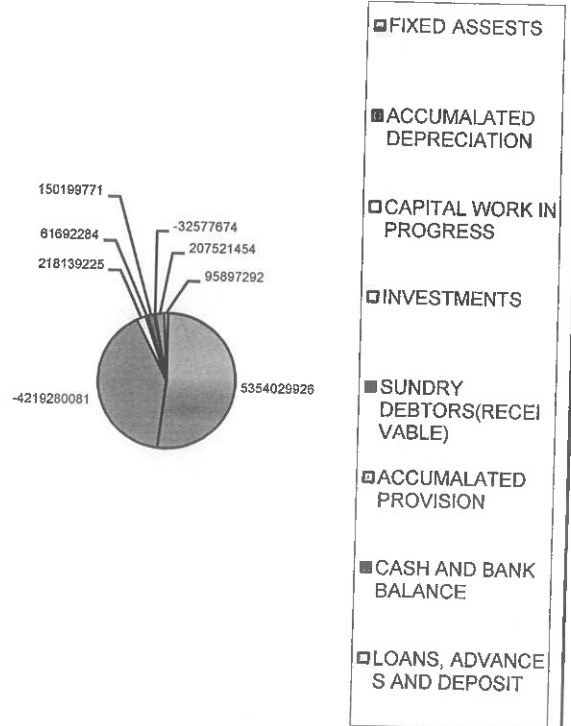 150199771
-32577674
61692284
207521454
218139225
95897292
-4219280081
5354029926
FIXED ASSESTS
ACCUMALATED
DEPRECIATION
CAPITAL WORK IN
PROGRESS
INVESTMENTS
SUNDRY
DEBTORS(RECEI
VABLE)
ACCUMALATED
PROVISION
CASH AND BANK
BALANCE
LOANS, ADVANCE
S AND DEPOSIT